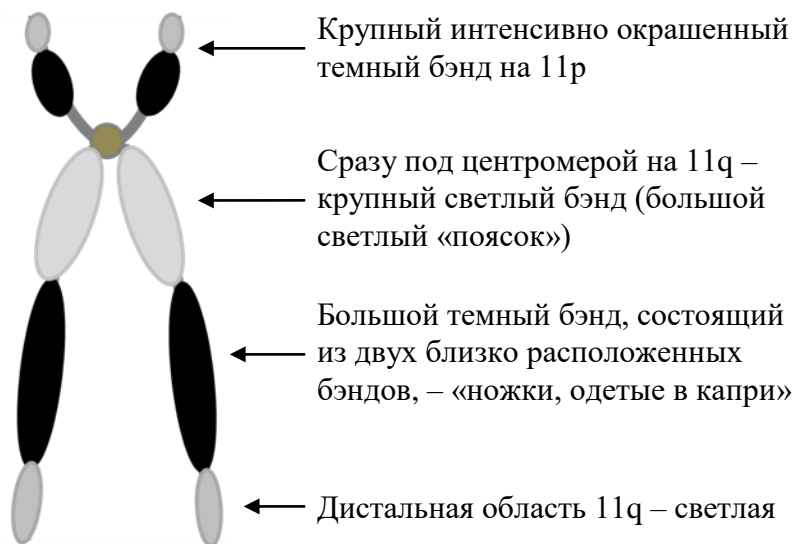 Крупный интенсивно окрашенный
темный бэнд на 11p
Сразу под центромерой на 11q –
крупный светлый бэнд (большой
светлый «поясок»)
Большой темный бэнд, состоящий
из двух близко расположенных
бэндов, – «ножки, одетые в капри»
Дистальная область 11q – светлая